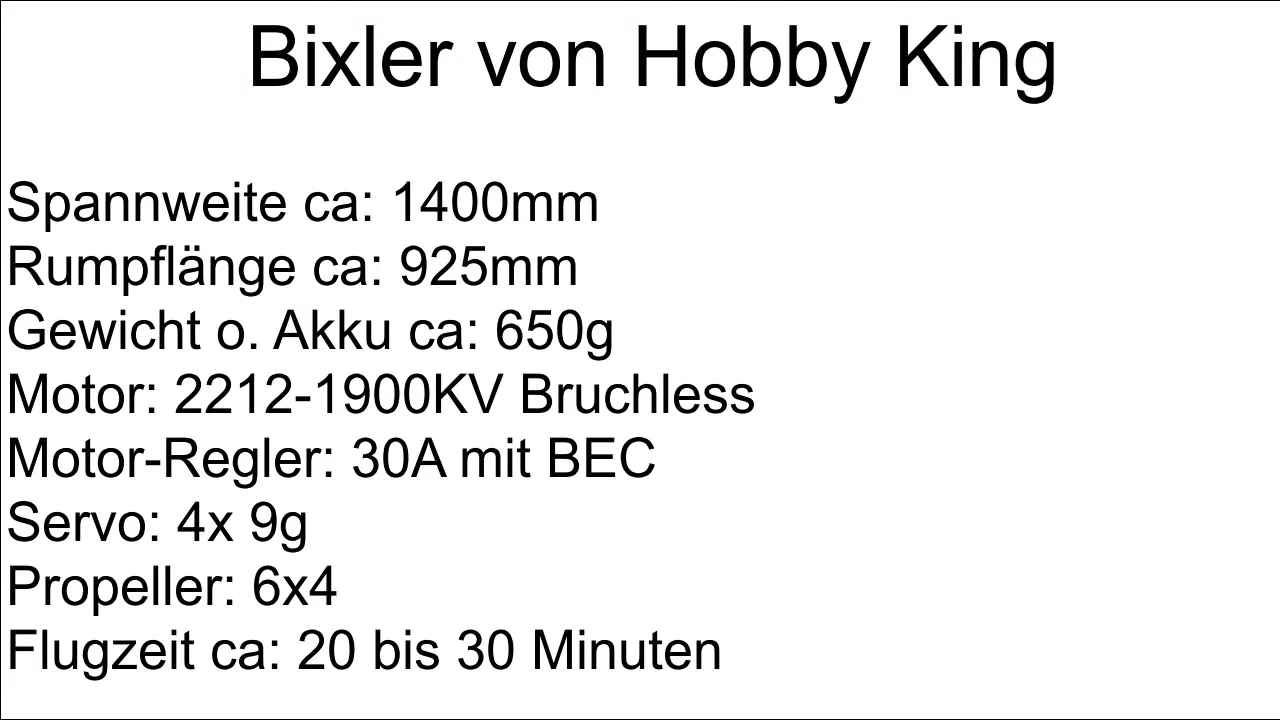 Bixler von Hobby King
Spannweite ca: 1400mm
Rumpflänge ca: 925mm
Gewicht o. Akku ca: 650g
Motor: 2212-1900KV Bruchless
Motor-Regler: 30A mit BEC
Servo: 4x 9g
Propeller: 6x4
Flugzeit ca: 20 bis 30 Minuten